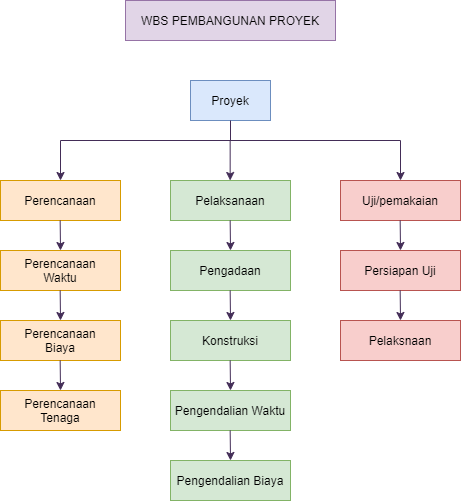 WBS PEMBANGUNAN PROYEK
Proyek
Perencanaan
Pelaksanaan
Uji/pemakaian
Perencanaan
Waktu
Pengadaan
Persiapan Uji
Perencanaan
Biaya
Konstruksi
Pelaksnaan
Perencanaan
Tenaga
Pengendalian Waktu
Pengendalian Biaya